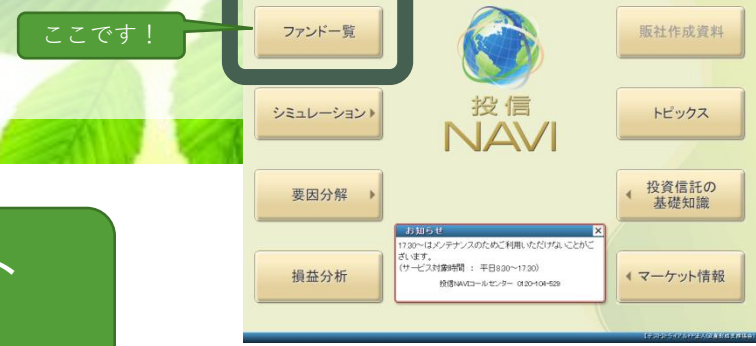 ここです！
ファンド一覧
販社作成資料
シミュレーション
投信
NAVI
トピックス
要因分解
投資信託の
基礎知識
お知らせ
17:30～はメンテナンスのためご利用いただけないことがご
ざいます。
(サービス対象時間 ： 平日8:30～17:30)
投信NAVIコールセンター 0120-104-529
損益分析
マーケット情報